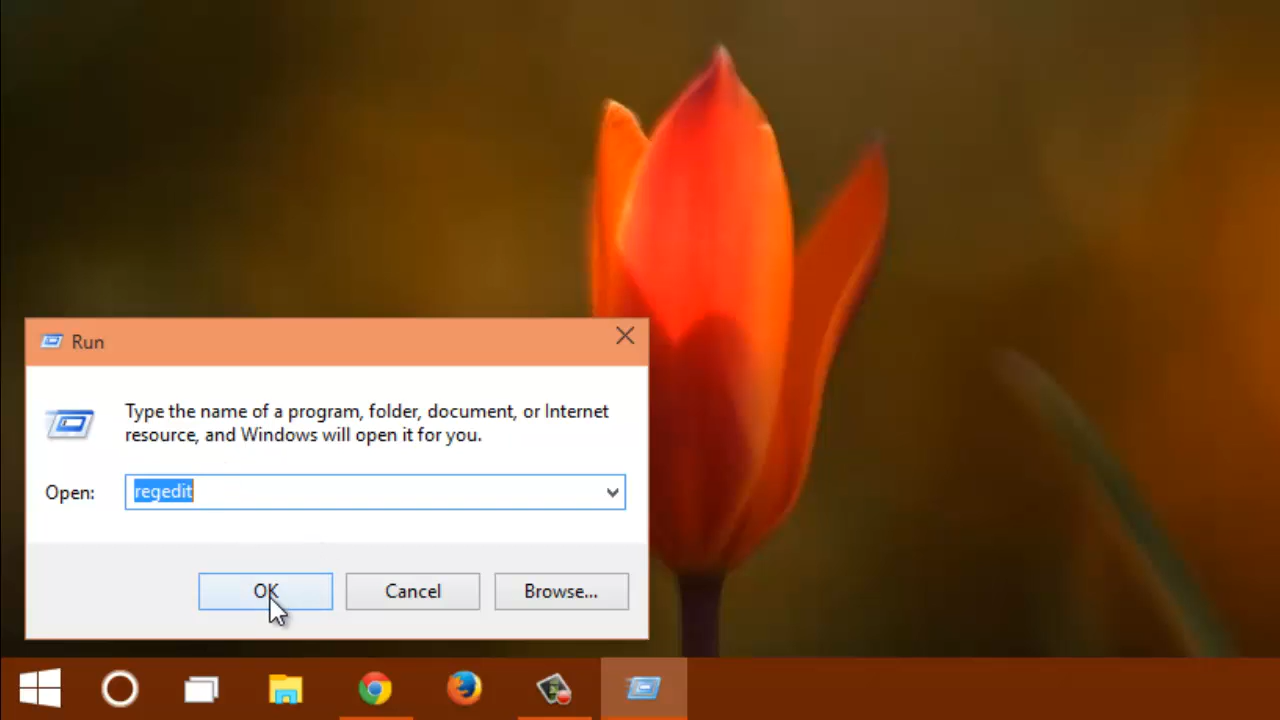 Run
Type the name of a program, folder, document, or Internet
resource, and Windows will open it for you.
Open: regedit
OK Cancel Browse...